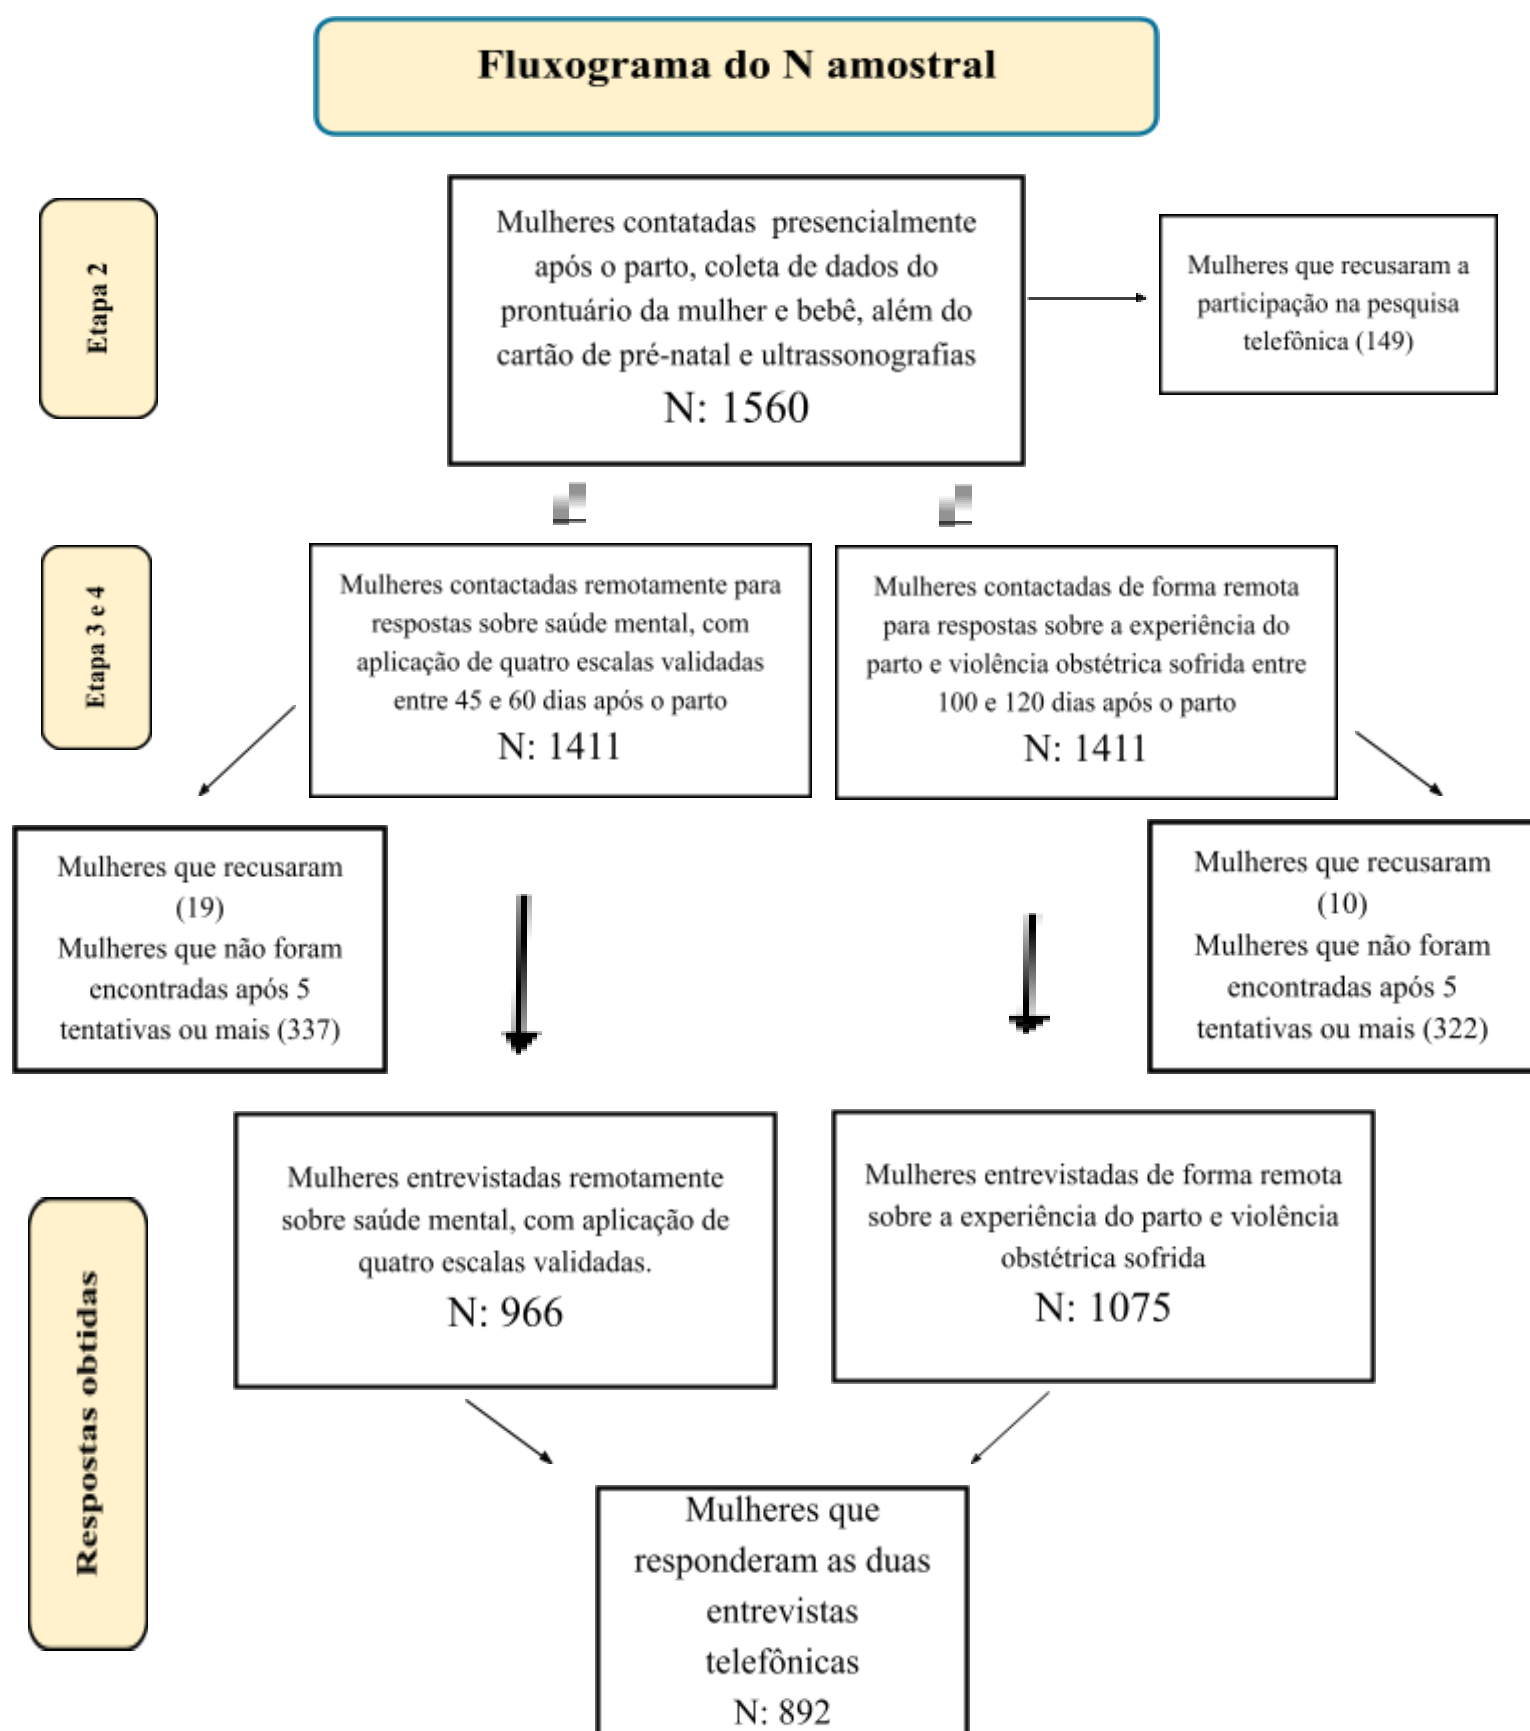 Fluxograma do N amostral
Etapa 2
Mulheres contatadas presencialmente
após o parto, coleta de dados do
prontuário da mulher e bebê, além do
cartão de pré-natal e ultrassonografias
N: 1560
Mulheres que recusaram a
participação na pesquisa
telefônica (149)
Etapa 3 e 4
Mulheres contactadas remotamente para
respostas sobre saúde mental, com
aplicação de quatro escalas validadas
entre 45 e 60 dias após o parto
N: 1411
Mulheres contactadas de forma remota
para respostas sobre a experiência do
parto e violência obstétrica sofrida entre
100 e 120 dias após o parto
N: 1411
Mulheres que recusaram
(19)
Mulheres que não foram
encontradas após 5
tentativas ou mais (337)
Mulheres que recusaram
(10)
Mulheres que não foram
encontradas após 5
tentativas ou mais (322)
Respostas obtidas
Mulheres entrevistadas remotamente
sobre saúde mental, com aplicação de
quatro escalas validadas.
N: 966
Mulheres entrevistadas de forma remota
sobre a experiência do parto e violência
obstétrica sofrida
N: 1075
Mulheres que
responderam as duas
entrevistas
telefônicas
N: 892